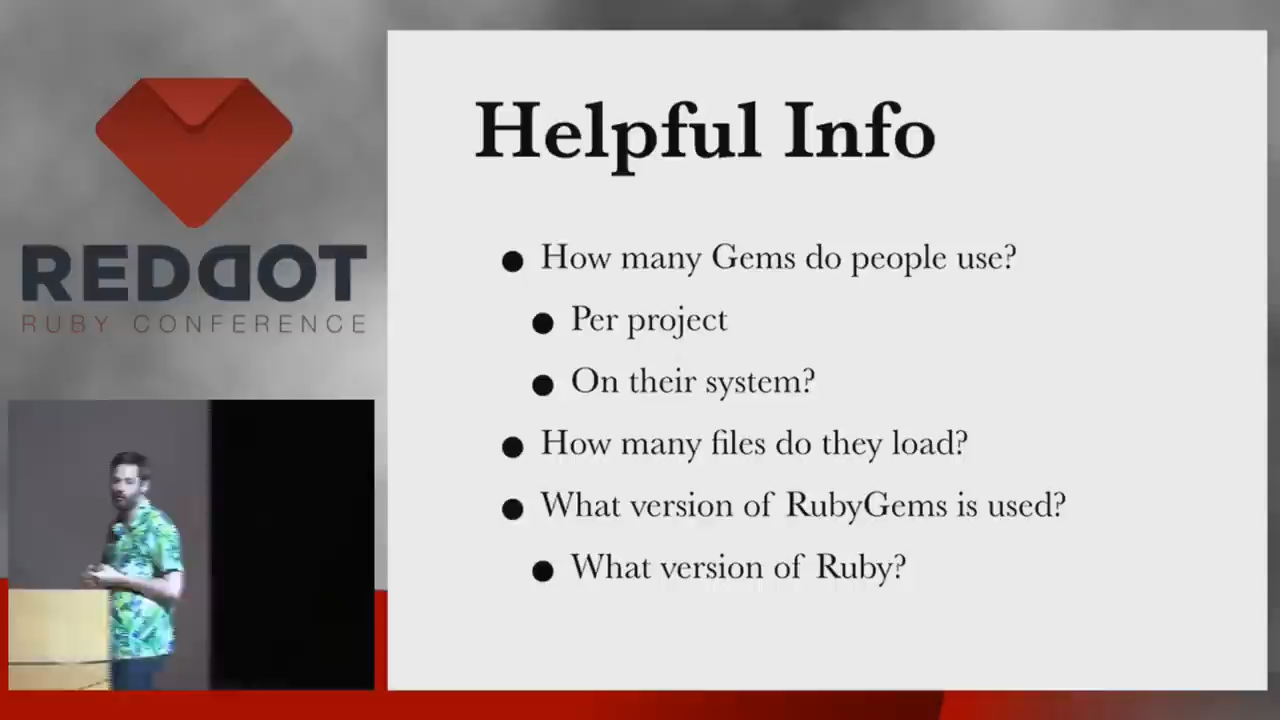 REDDOT
RUBY CONFERENCE
Helpful Info
How many Gems do people use?
Per project
On their system?
How many files do they load?
What version of RubyGems is used?
What version of Ruby?